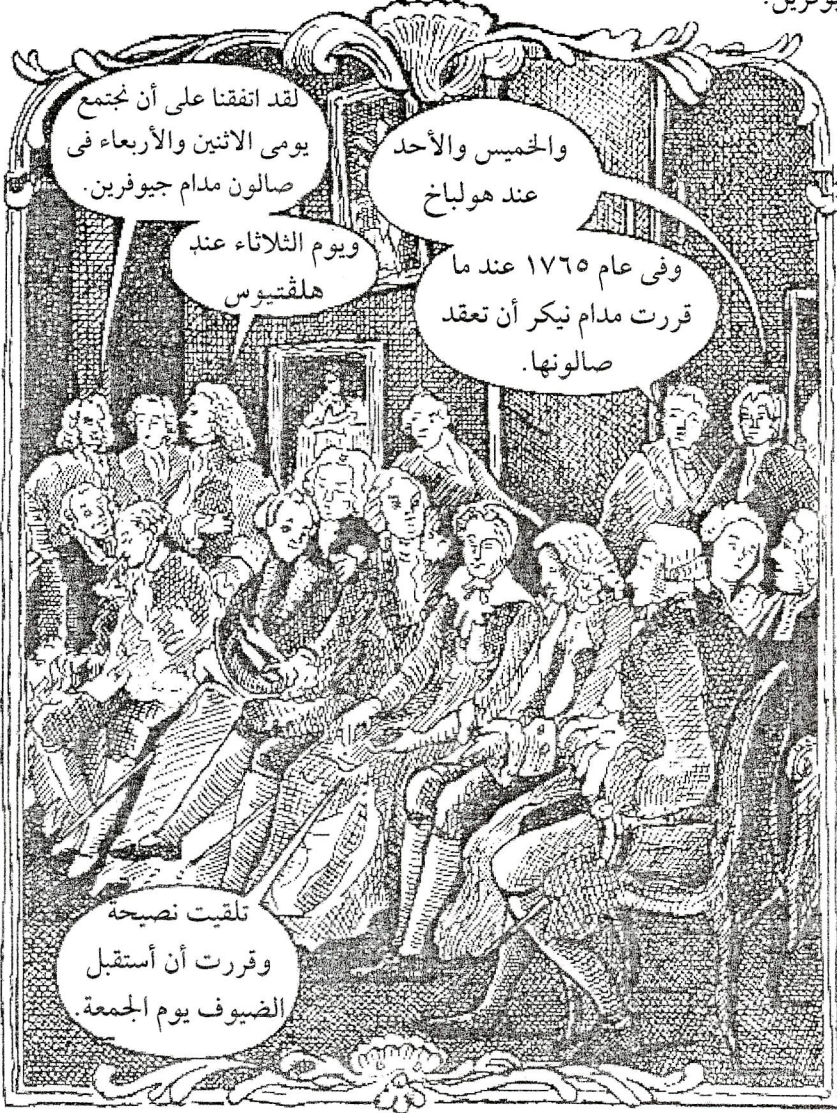 لقد اتفقنا على أن نجتمع
يومى الاثنين والأربعاء فى
صالون مدام جيوفرين.
ويوم الثلاثاء عند
هلڤتيوس
والخميس والأحد
عند هولباخ
وفى عام ١٧٦٥ عند ما
قررت مدام نيكر أن تعقد
صالونها.
تلقيت نصيحة
وقررت أن أستقبل
الضيوف يوم الجمعة.